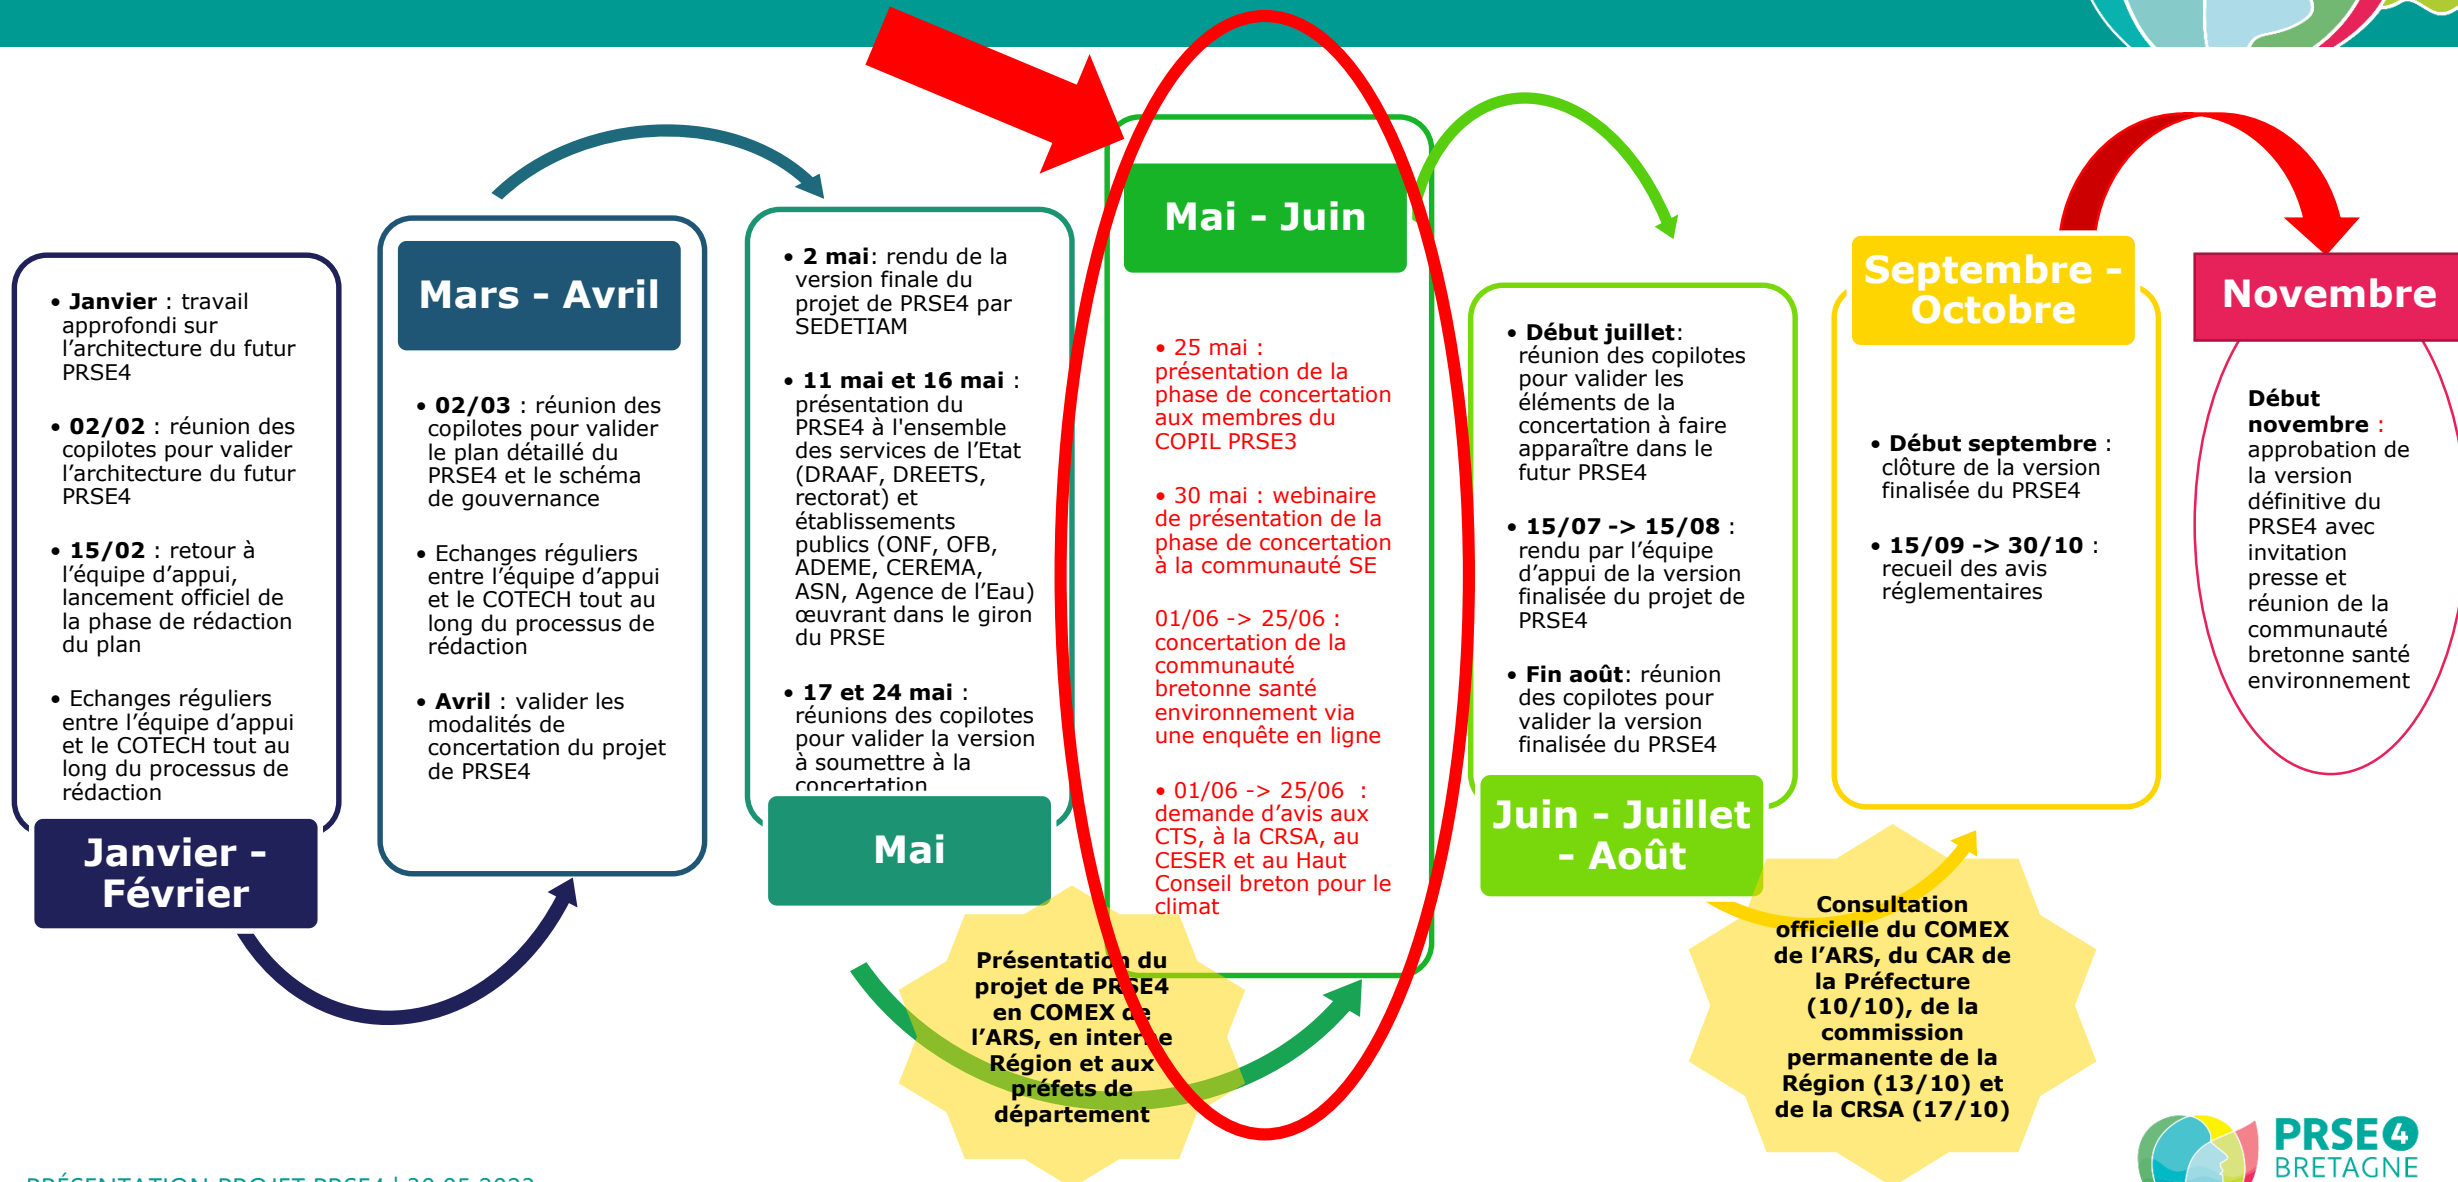 • Janvier : travail
approfondi sur
l’architecture du futur
PRSE4
• 02/02 : réunion des
copilotes pour valider
l’architecture du futur
PRSE4
• 15/02 : retour à
l’équipe d’appui,
lancement officiel de
la phase de rédaction
du plan
• Echanges réguliers
entre l’équipe d’appui
et le COTECH tout au
long du processus de
rédaction
Janvier -
Février
Mars - Avril
• 02/03 : réunion des
copilotes pour valider
le plan détaillé du
PRSE4 et le schéma
de gouvernance
• Echanges réguliers
entre l’équipe d’appui
et le COTECH tout au
long du processus de
rédaction
• Avril : valider les
modalités de
concertation du projet
de PRSE4
• 2 mai: rendu de la
version finale du
projet de PRSE4 par
SEDETIAM
• 11 mai et 16 mai :
présentation du
PRSE4 à l'ensemble
des services de l’Etat
(DRAAF, DREETS,
rectorat) et
établissements
publics (ONF, OFB,
ADEME, CEREMA,
ASN, Agence de l’Eau)
œuvrant dans le giron
du PRSE
• 17 et 24 mai :
réunions des copilotes
pour valider la version
à soumettre à la
concertation
Mai
Présentation du
projet de PRSE4
en COMEX de
l’ARS, en interne
Région et aux
préfets de
département
Mai - Juin
• 25 mai :
présentation de la
phase de concertation
aux membres du
COPIL PRSE3
• 30 mai : webinaire
de présentation de la
phase de concertation
à la communauté SE
01/06 -> 25/06 :
concertation de la
communauté
bretonne santé
environnement via
une enquête en ligne
• 01/06 -> 25/06 :
demande d’avis aux
CTS, à la CRSA, au
CESER et au Haut
Conseil breton pour le
climat
• Début juillet:
réunion des copilotes
pour valider les
éléments de la
concertation à faire
apparaître dans le
futur PRSE4
• 15/07 -> 15/08 :
rendu par l’équipe
d’appui de la version
finalisée du projet de
PRSE4
• Fin août: réunion
des copilotes pour
valider la version
finalisée du PRSE4
Juin - Juillet
- Août
Septembre -
Octobre
• Début septembre :
clôture de la version
finalisée du PRSE4
• 15/09 -> 30/10 :
recueil des avis
réglementaires
Consultation
officielle du COMEX
de l’ARS, du CAR de
la Préfecture
(10/10), de la
commission
permanente de la
Région (13/10) et
de la CRSA (17/10)
Novembre
Début
novembre :
approbation de
la version
définitive du
PRSE4 avec
invitation
presse et
réunion de la
communauté
bretonne santé
environnement
PRÉSENTATION PROJET PRSE4 | 30.05.2023
PRSE4
BRETAGNE